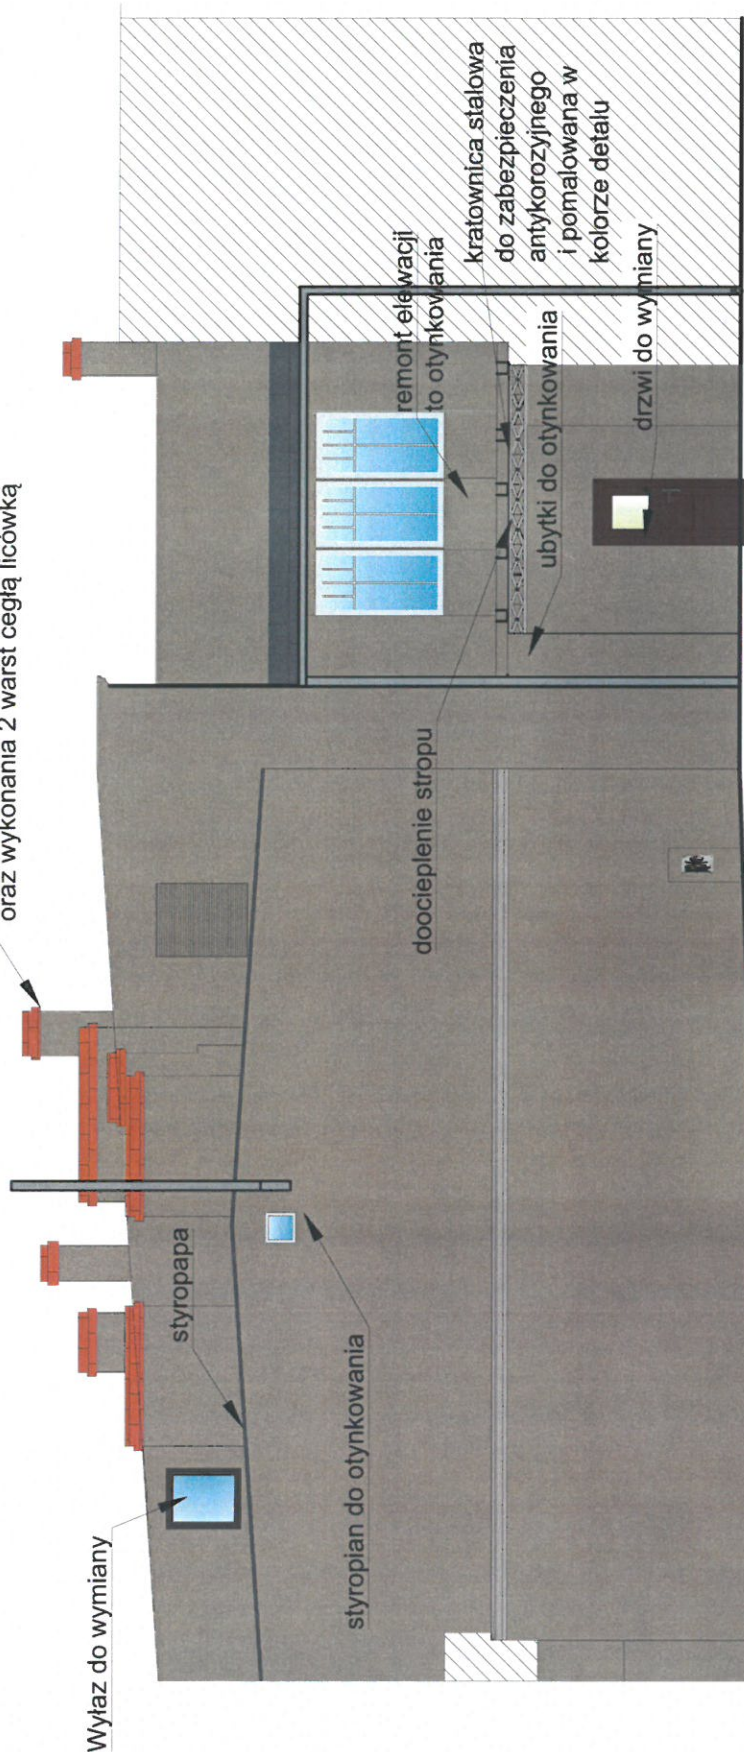 oraz wykonania 2 warst cegłą licówką
Wyłaz do wymiany
styropapa
styropian do otynkowania
doocieplenie stropu
remont elewacji
to otynkowania
kratownica stalowa
do zabezpieczenia
antykorozyjnego
i pomalowana w
kolorze detalu
ubytki do otynkowania
drzwi do wymiany